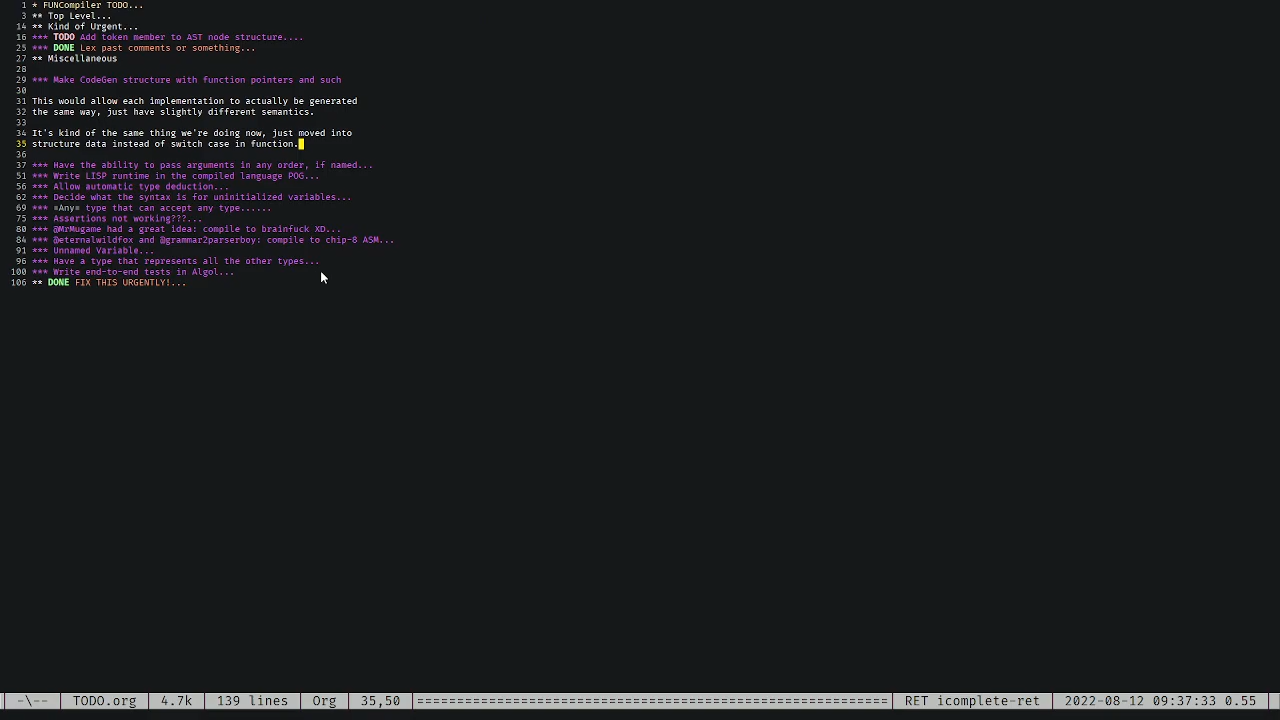 1 * FUNCompiler TODO...
3 ** Top Level...
14 ** Kind of Urgent...
16 *** TODO Add token member to AST node structure....
25 *** DONE Lex past comments or something...
27 ** Miscellaneous
28
29 *** Make CodeGen structure with function pointers and such
30
31 This would allow each implementation to actually be generated
32 the same way, just have slightly different semantics.
33
34 It's kind of the same thing we're doing now, just moved into
35 structure data instead of switch case in function.
36
37 *** Have the ability to pass arguments in any order, if named...
51 *** Write LISP runtime in the compiled language POG...
56 *** Allow automatic type deduction...
62 *** Decide what the syntax is for uninitialized variables...
69 *** =Any= type that can accept any type......
75 *** Assertions not working???...
80 *** @MrMugame had a great idea: compile to brainfuck XD...
84 *** @eternalwildfox and @grammar2parserboy: compile to chip-8 ASM...
91 *** Unnamed Variable...
96 *** Have a type that represents all the other types...
100 *** Write end-to-end tests in Algol...
106 ** DONE FIX THIS URGENTLY!...
-\-- TODO.org 4.7k 139 lines Org 35,50 ======================================================================================== RET icomplete-ret 2022-08-12 09:37:33 0.55